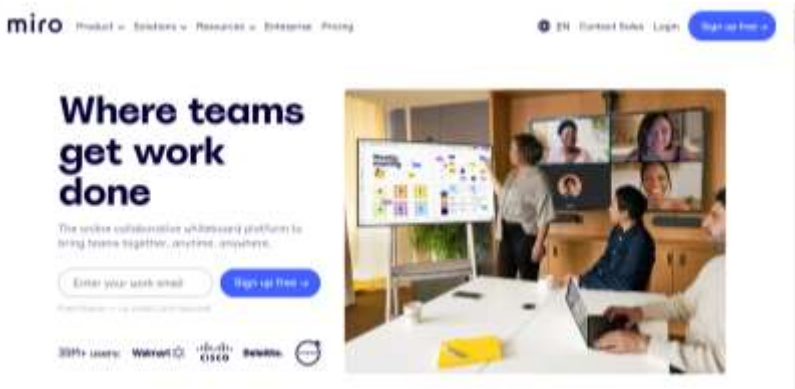 miro Product Solutions Resources Enterprise Pricing EN Contact Sales Login Sign up free →
Where teams
get work
done
The online collaborative whiteboard platform to
bring teams together, anytime, anywhere.
Enter your work email Sign up free →
35M+ users: Walmart CISCO Deloitte.